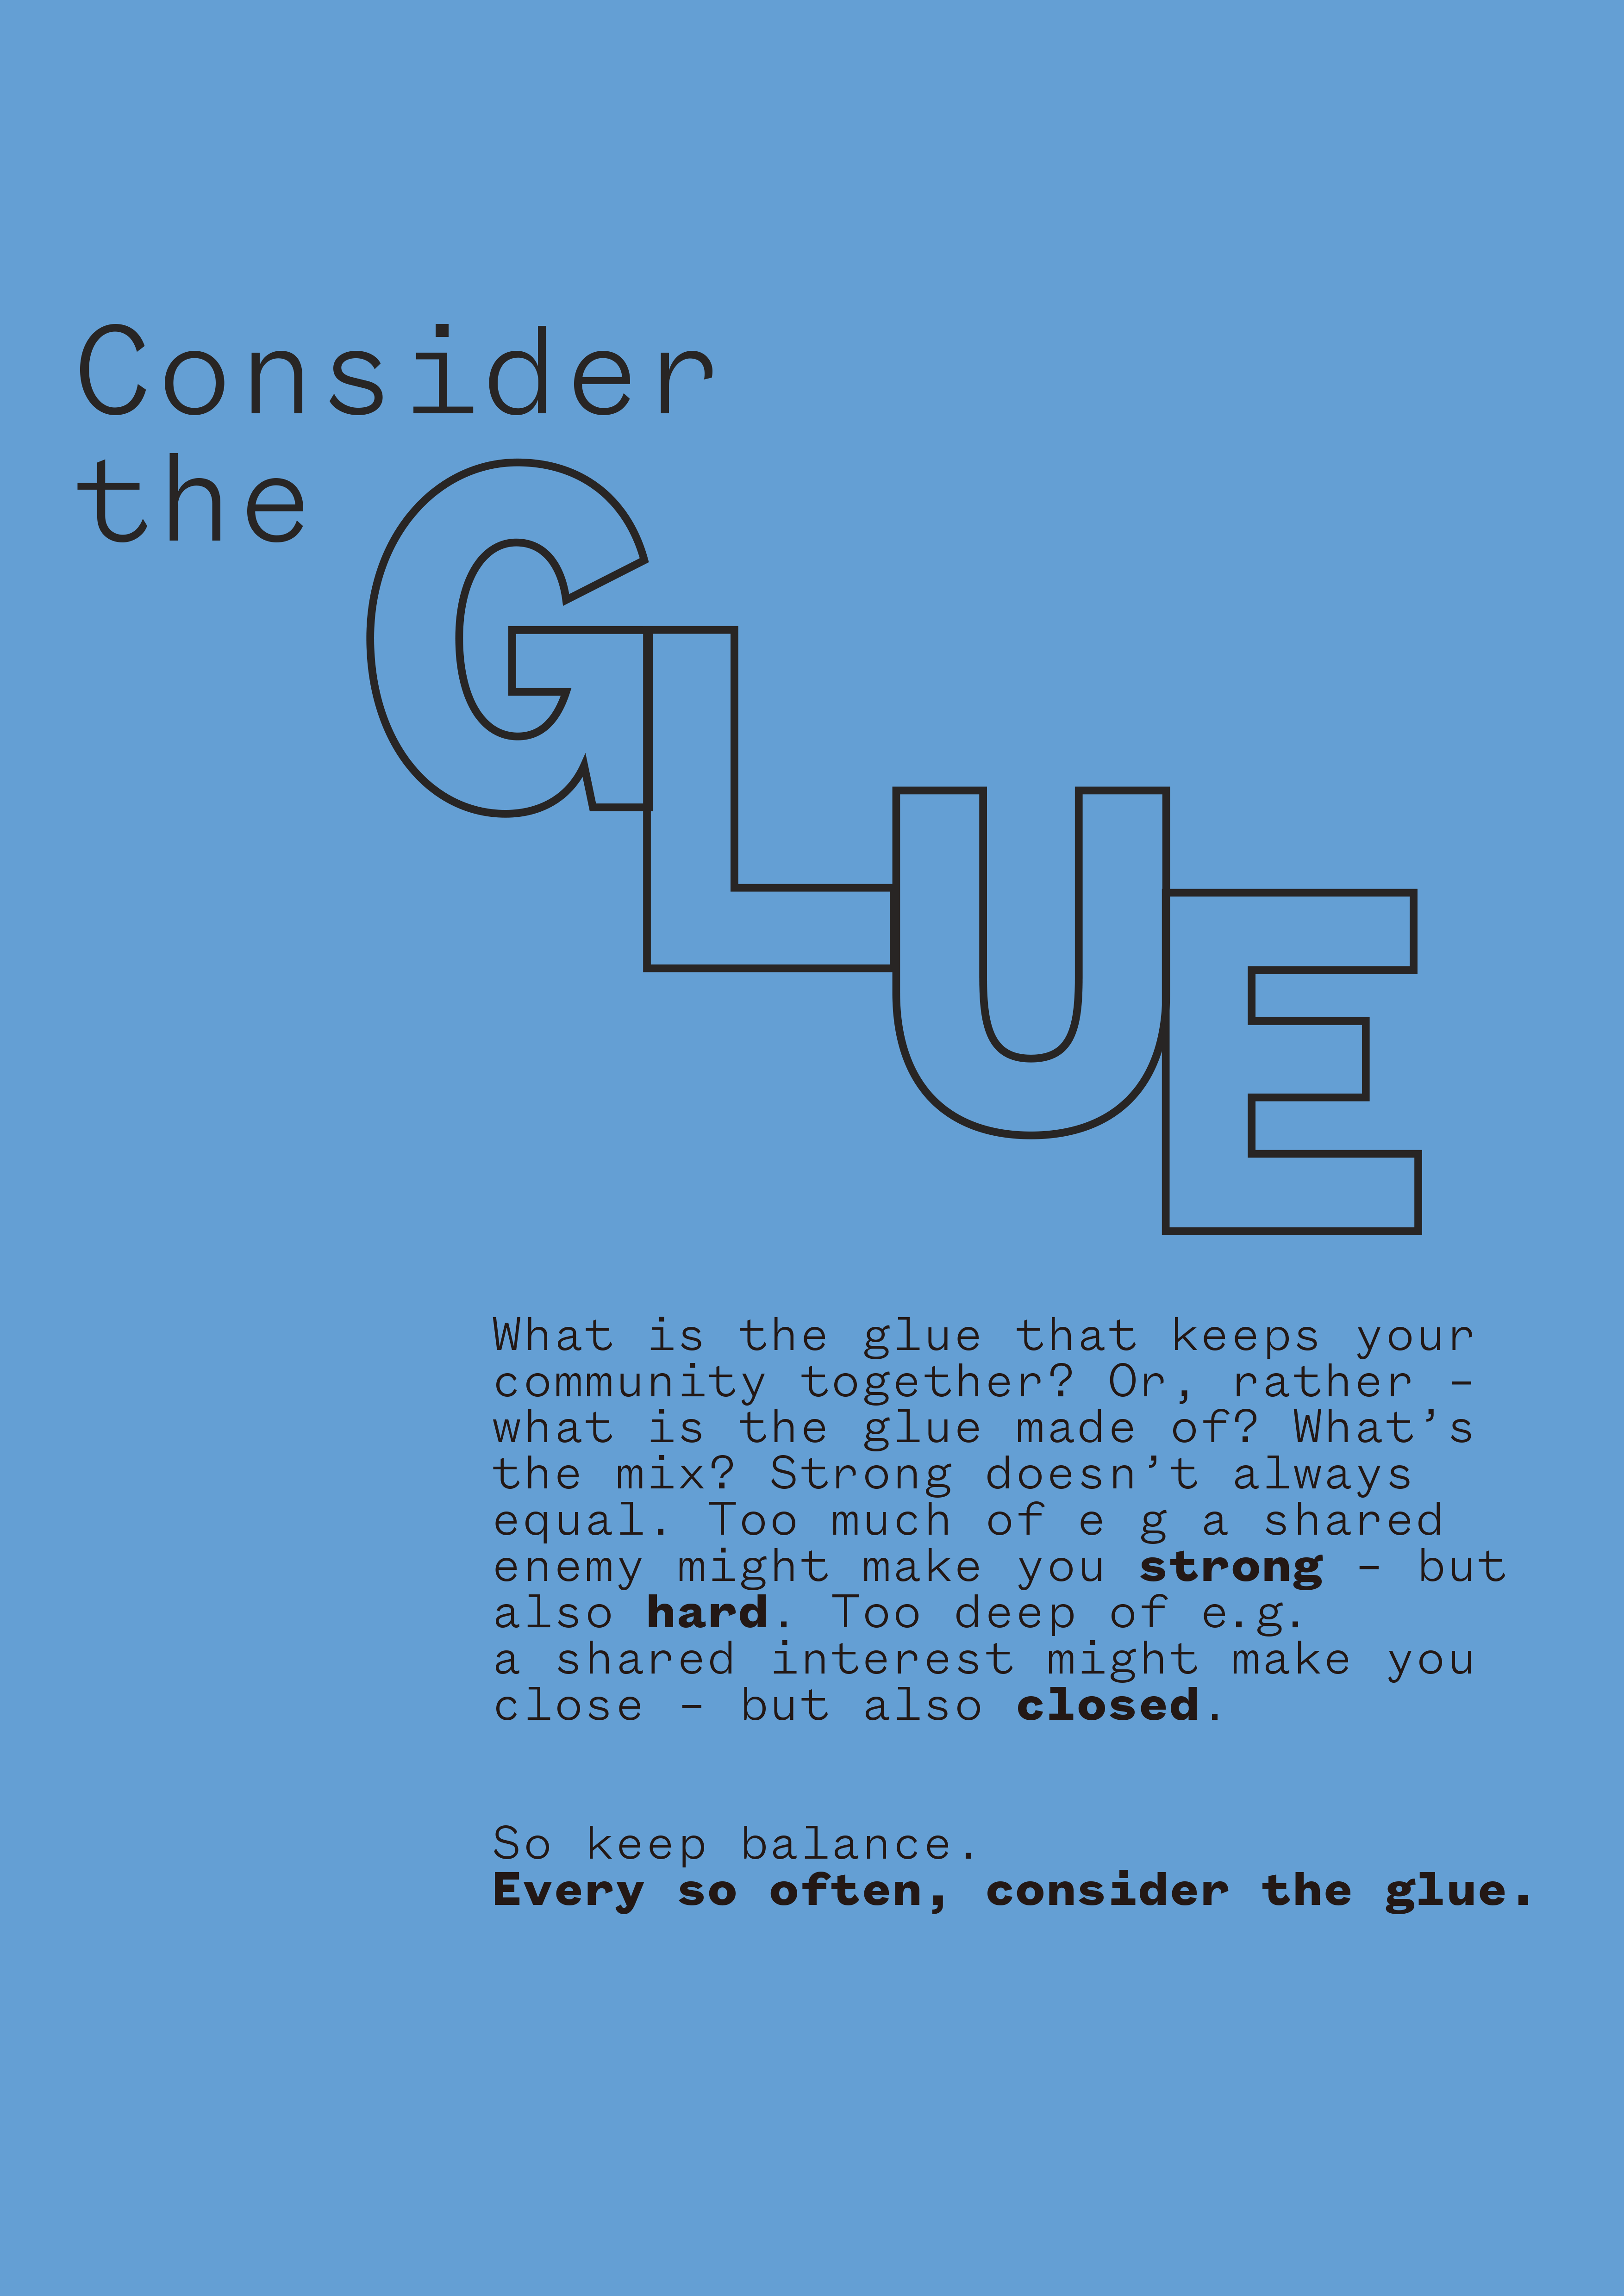 Consider
the GLUE
What is the glue that keeps your
community together? Or, rather –
what is the glue made of? What’s
the mix? Strong doesn’t always
equal. Too much of e g a shared
enemy might make you strong – but
also hard. Too deep of e.g.
a shared interest might make you
close – but also closed.
So keep balance.
Every so often, consider the glue.